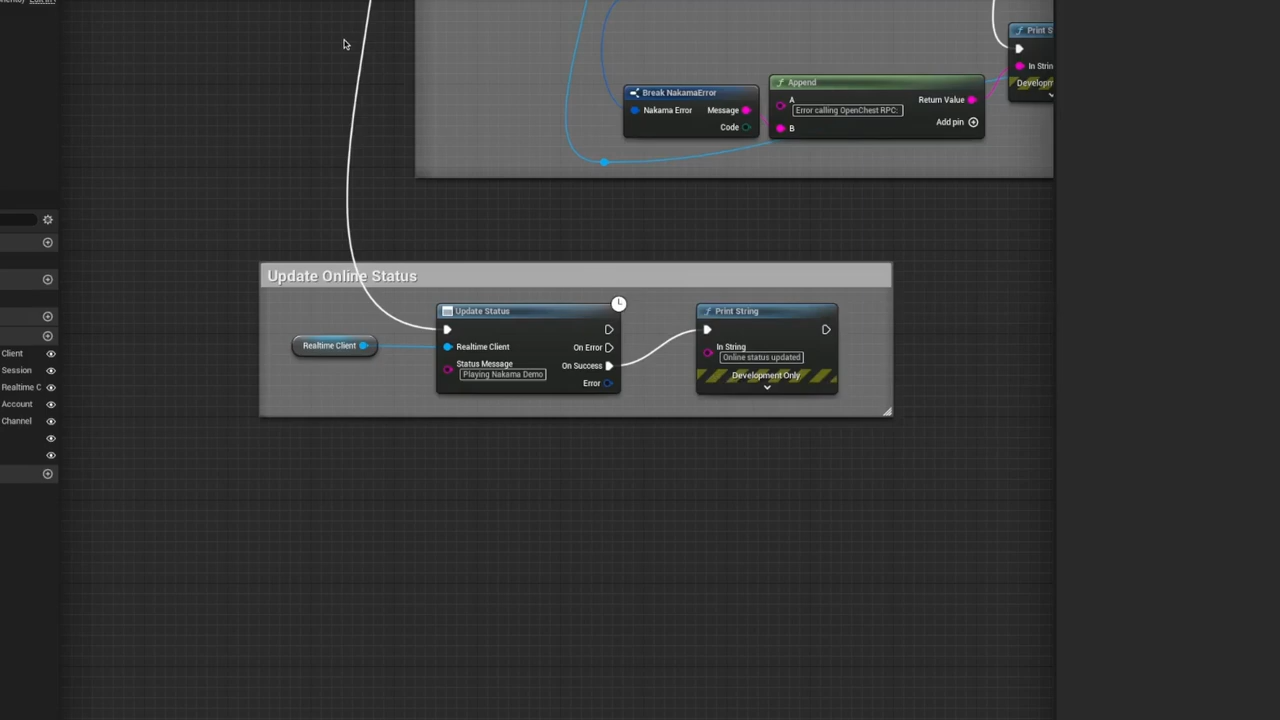 Print S
In Strin
Developm
Break NakamaError
Nakama Error
Message
Code
Append
A
Error calling OpenChest RPC:
B
Return Value
Add pin
Client
Session
Realtime C
Account
Channel
Update Online Status
Realtime Client
Update Status
Realtime Client
On Error
Status Message
Playing Nakama Demo
On Success
Error
Print String
In String
Online status updated
Development Only